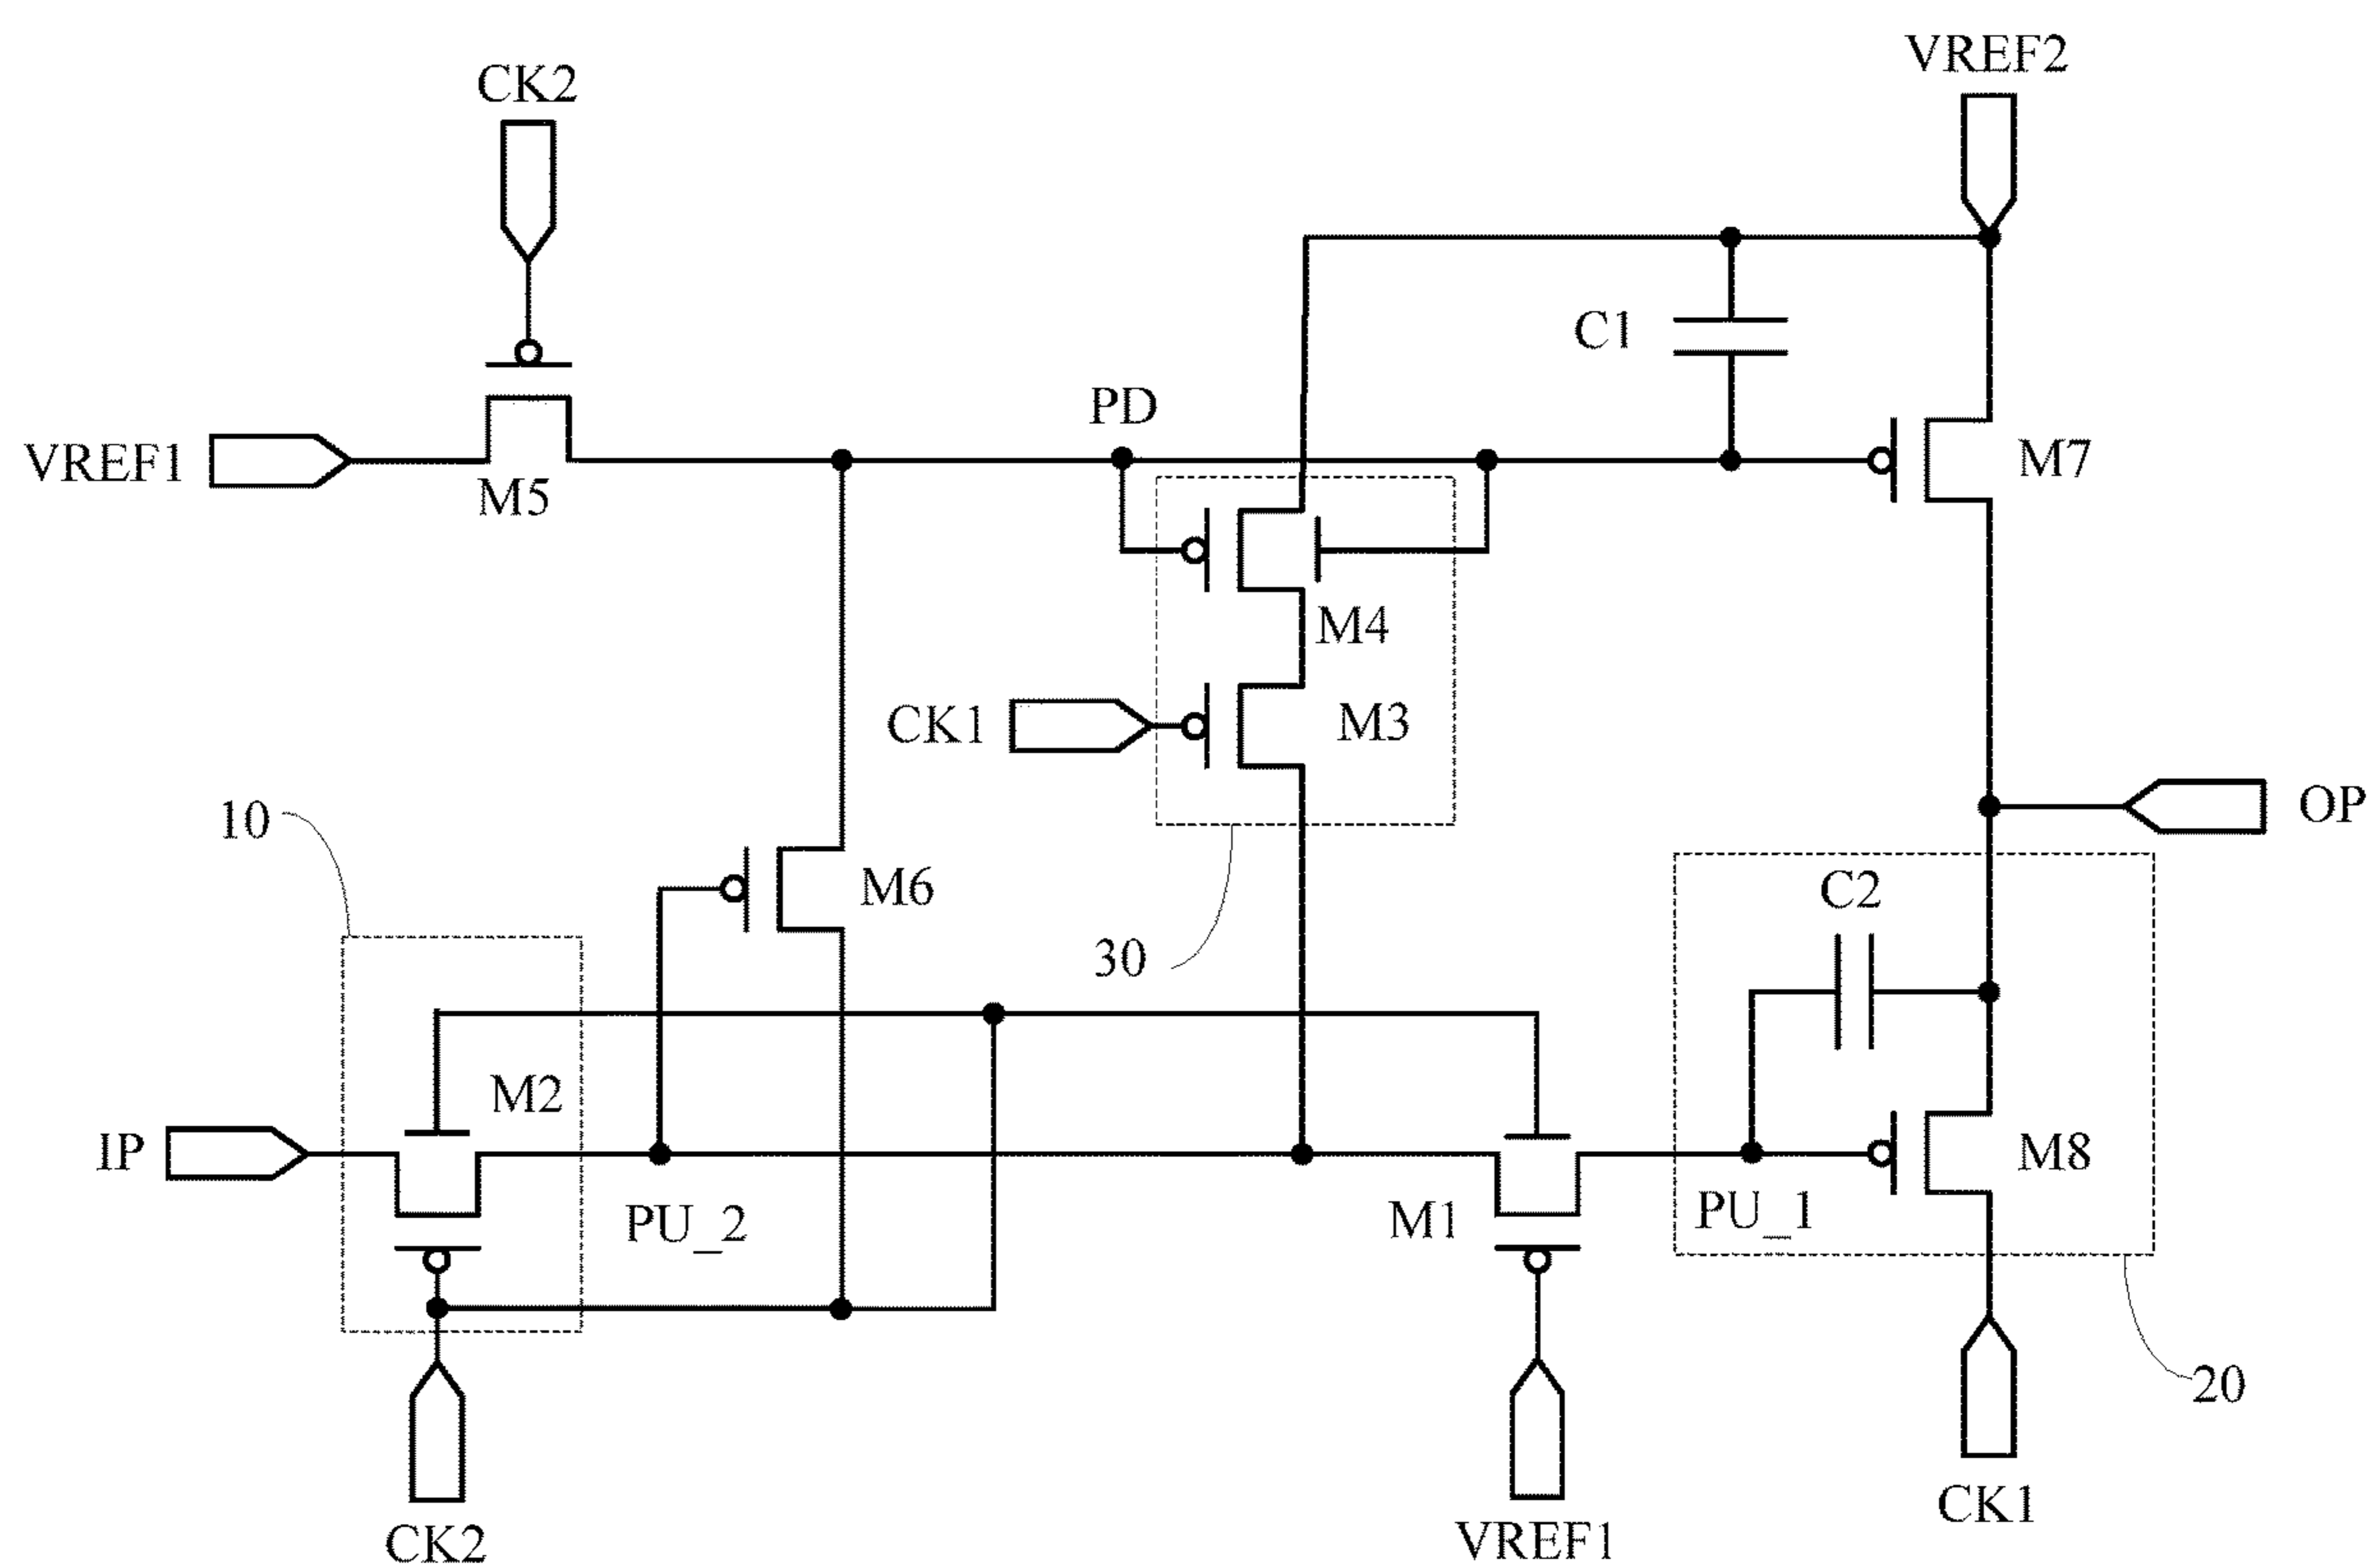 VREF2
CK2
C1
PD
VREF1
M7
M5
M4
CK1
M3
10
OP
M6
C2
30
M2
IP
M8
PU_2
M1
PU_1
20
CK2
VREF1
CK1